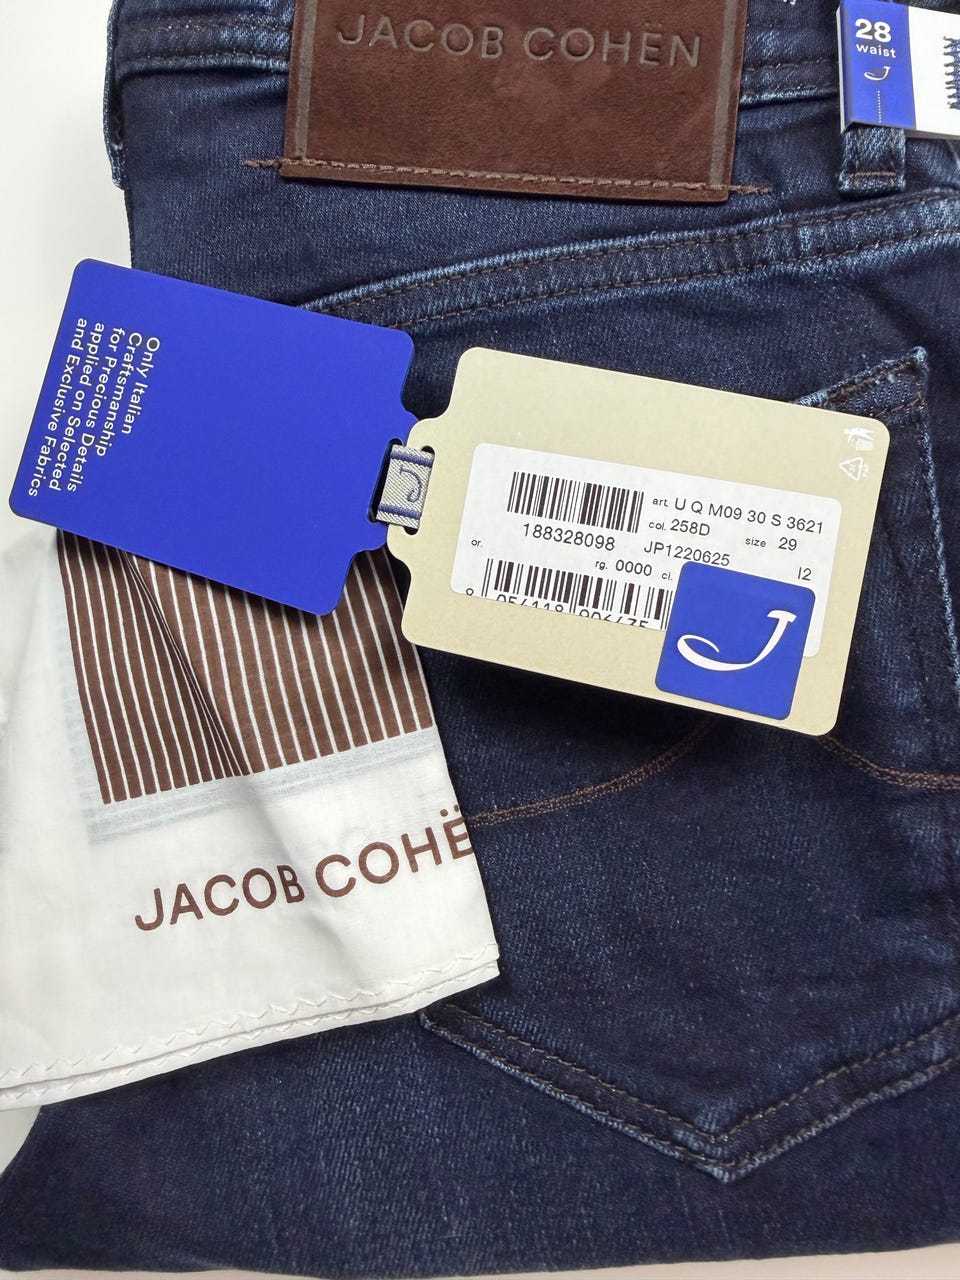 JACOB COHËN
28
waist
Only Italian
Craftsmanship
for Precious Details
applied on Selected
and Exclusive Fabrics
art. U Q M09 30 S 3621
col. 258D
188328098
JP1220625
size 29
or.
rg. 0000 ci.
I2
JACOB COHË